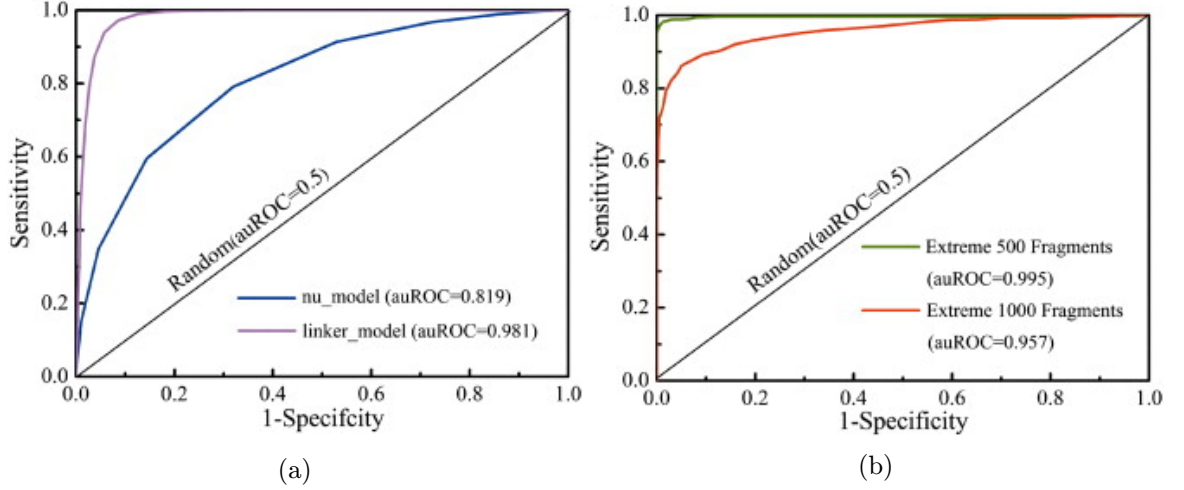 1.0
0.8
0.6
0.4
0.2
0.0
Sensitivity
Random(auROC=0.5)
nu_model (auROC=0.819)
linker_model (auROC=0.981)
0.0 0.2 0.4 0.6 0.8 1.0
1-Specifcity
(a)
1.0
0.8
0.6
0.4
0.2
0.0
Sensitivity
Random(auROC=0.5)
Extreme 500 Fragments
(auROC=0.995)
Extreme 1000 Fragments
(auROC=0.957)
0.0 0.2 0.4 0.6 0.8 1.0
1-Specificity
(b)